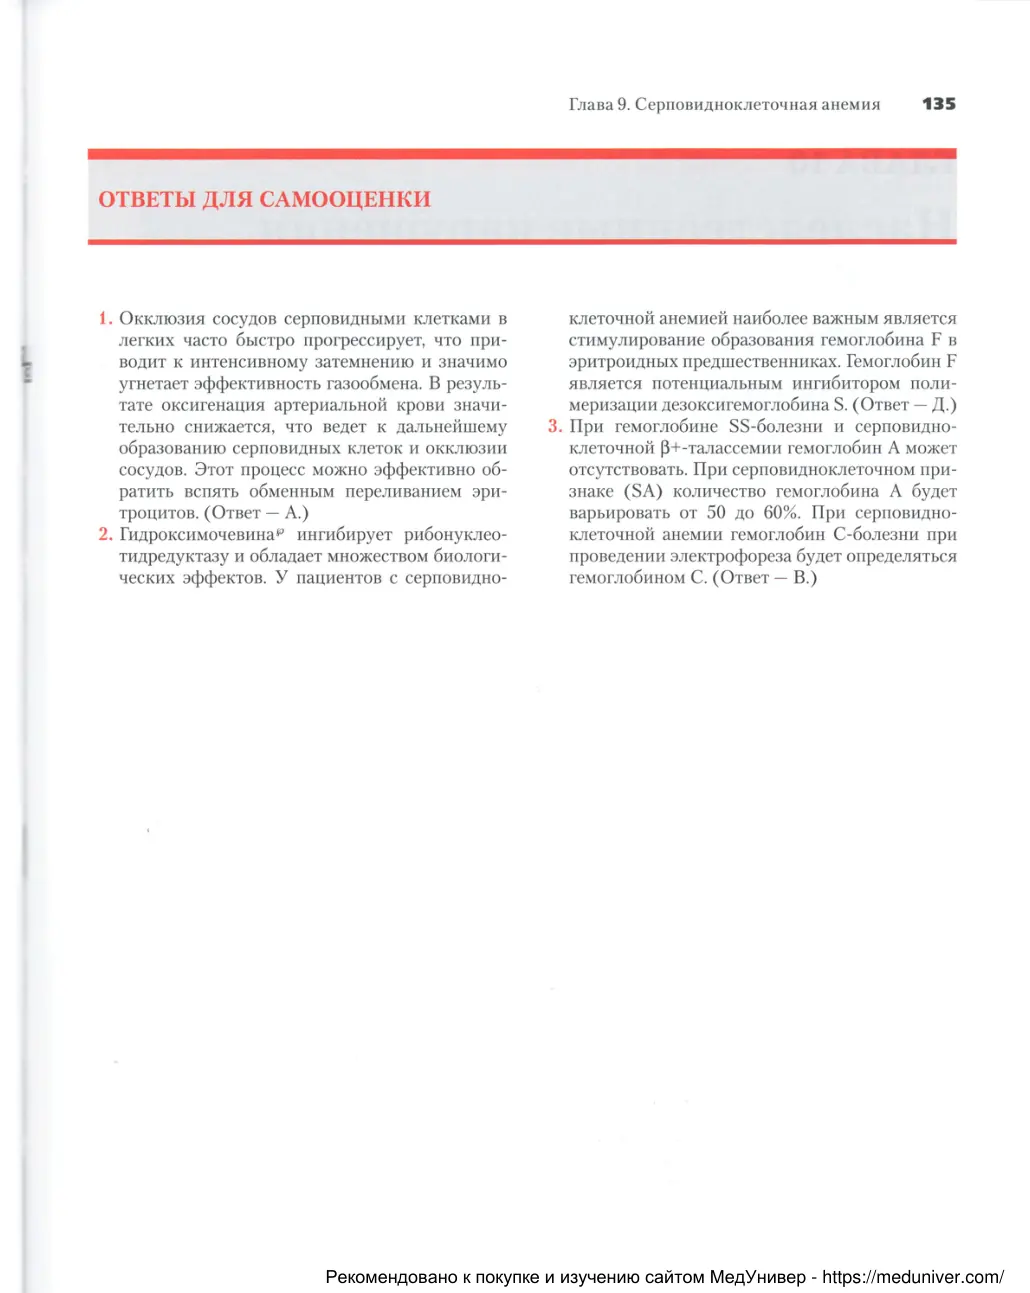 Глава 9. Серповидноклеточная анемия 135
ОТВЕТЫ ДЛЯ САМООЦЕНКИ
1. Окклюзия сосудов серповидными клетками в
легких часто быстро прогрессирует, что при-
водит к интенсивному затемнению и значимо
угнетает эффективность газообмена. В резуль-
тате оксигенация артериальной крови значи-
тельно снижается, что ведет к дальнейшему
образованию серповидных клеток и окклюзии
сосудов. Этот процесс можно эффективно об-
ратить вспять обменным переливанием эри-
троцитов. (Ответ — А.)
2. Гидроксимочевина℘ ингибирует рибонуклео-
тидредуктазу и обладает множеством биологи-
ческих эффектов. У пациентов с серповидно-
клеточной анемией наиболее важным является
стимулирование образования гемоглобина F в
эритроидных предшественниках. Гемоглобин F
является потенциальным ингибитором поли-
меризации дезоксигемоглобина S. (Ответ — Д.)
3. При гемоглобине SS-болезни и серповидно-
клеточной β+-талассемии гемоглобин А может
отсутствовать. При серповидноклеточном при-
знаке (SA) количество гемоглобина А будет
варьировать от 50 до 60%. При серповидно-
клеточной анемии гемоглобин С-болезни при
проведении электрофореза будет определяться
гемоглобином С. (Ответ — В.)
Рекомендовано к покупке и изучению сайтом МедУнивер - https://meduniver.com/